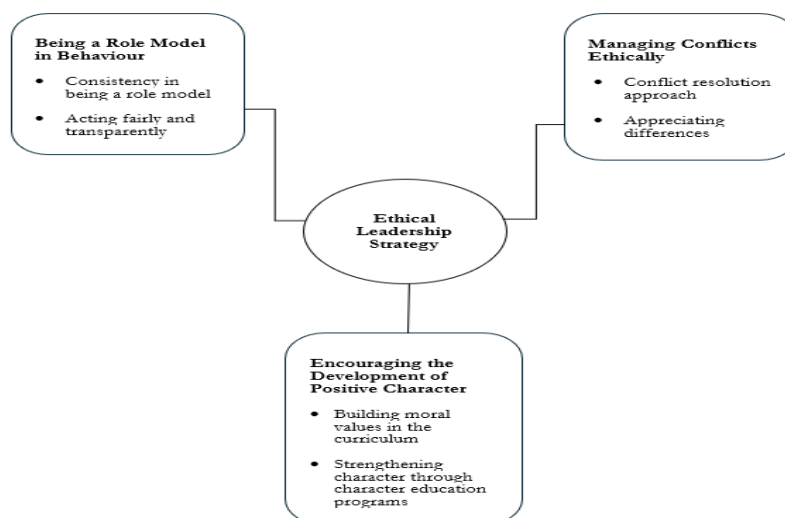 Being a Role Model
in Behaviour
• Consistency in
being a role model
• Acting fairly and
transparently
Managing Conflicts
Ethically
• Conflict resolution
approach
• Appreciating
differences
Ethical
Leadership
Strategy
Encouraging the
Development of
Positive Character
• Building moral
values in the
curriculum
• Strengthening
character through
character education
programs